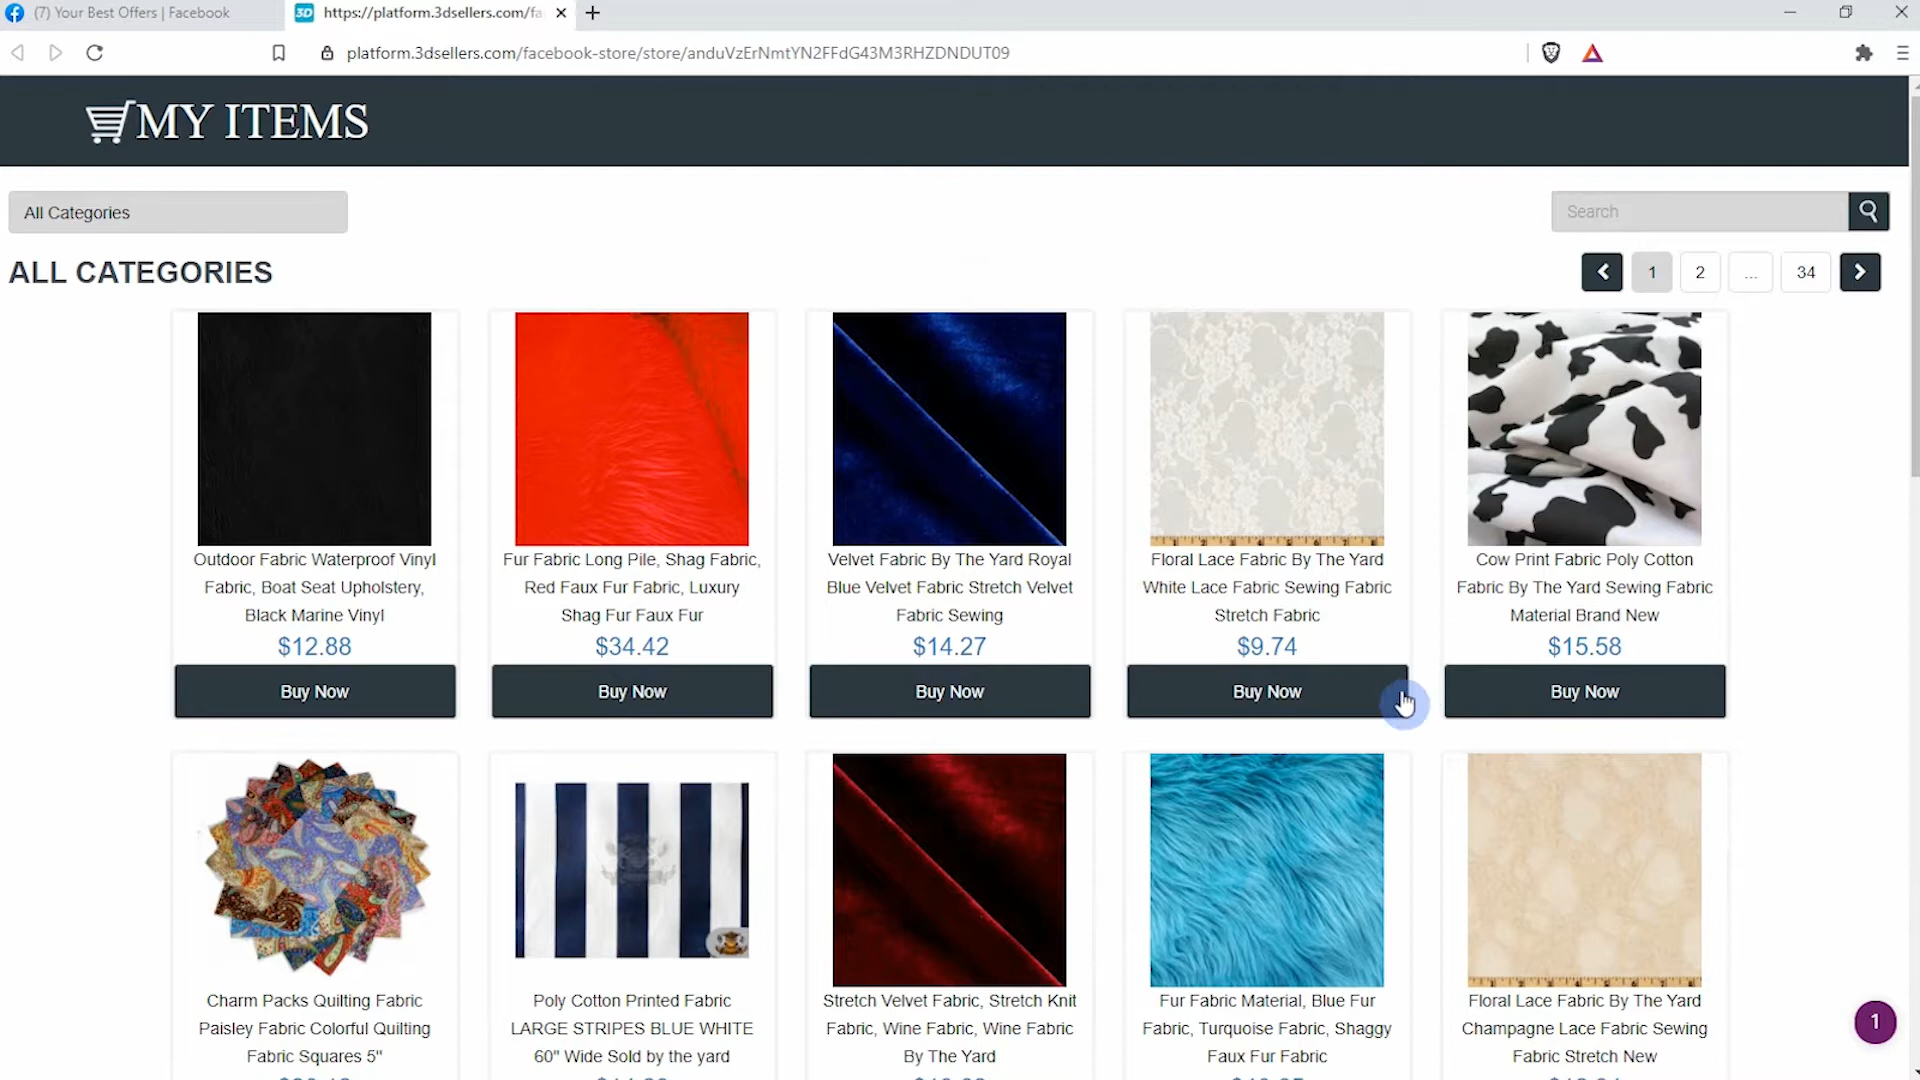 (7) Your Best Offers | Facebook
https://platform.3dsellers.com/fa
platform.3dsellers.com/facebook-store/store/anduVzErNmtYN2FFdG43M3RHZDNDUT09
MY ITEMS
All Categories
Search
ALL CATEGORIES
1 2 ... 34
Outdoor Fabric Waterproof Vinyl
Fabric, Boat Seat Upholstery,
Black Marine Vinyl
$12.88
Buy Now
Fur Fabric Long Pile, Shag Fabric,
Red Faux Fur Fabric, Luxury
Shag Fur Faux Fur
$34.42
Buy Now
Velvet Fabric By The Yard Royal
Blue Velvet Fabric Stretch Velvet
Fabric Sewing
$14.27
Buy Now
Floral Lace Fabric By The Yard
White Lace Fabric Sewing Fabric
Stretch Fabric
$9.74
Buy Now
Cow Print Fabric Poly Cotton
Fabric By The Yard Sewing Fabric
Material Brand New
$15.58
Buy Now
Charm Packs Quilting Fabric
Paisley Fabric Colorful Quilting
Fabric Squares 5"
Poly Cotton Printed Fabric
LARGE STRIPES BLUE WHITE
60" Wide Sold by the yard
Stretch Velvet Fabric, Stretch Knit
Fabric, Wine Fabric, Wine Fabric
By The Yard
Fur Fabric Material, Blue Fur
Fabric, Turquoise Fabric, Shaggy
Faux Fur Fabric
Floral Lace Fabric By The Yard
Champagne Lace Fabric Sewing
Fabric Stretch New
1